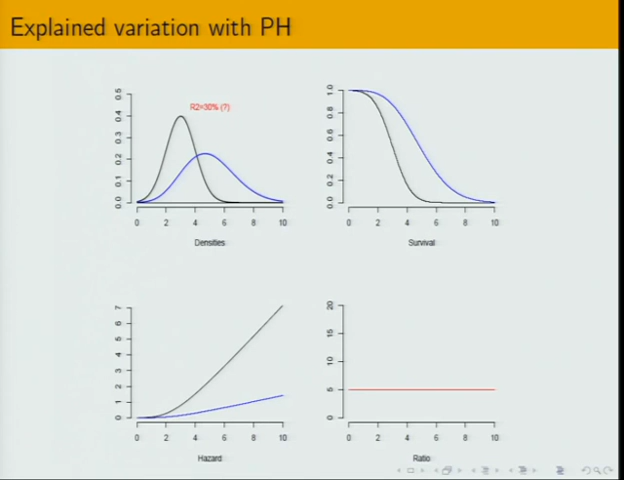 Explained variation with PH
R2=30% (?)
0.0 0.1 0.2 0.3 0.4 0.5
0 2 4 6 8 10
Densities
0.0 0.2 0.4 0.6 0.8 1.0
0 2 4 6 8 10
Survival
0 1 2 3 4 5 6 7
0 2 4 6 8 10
Hazard
0 5 10 15 20
0 2 4 6 8 10
Ratio